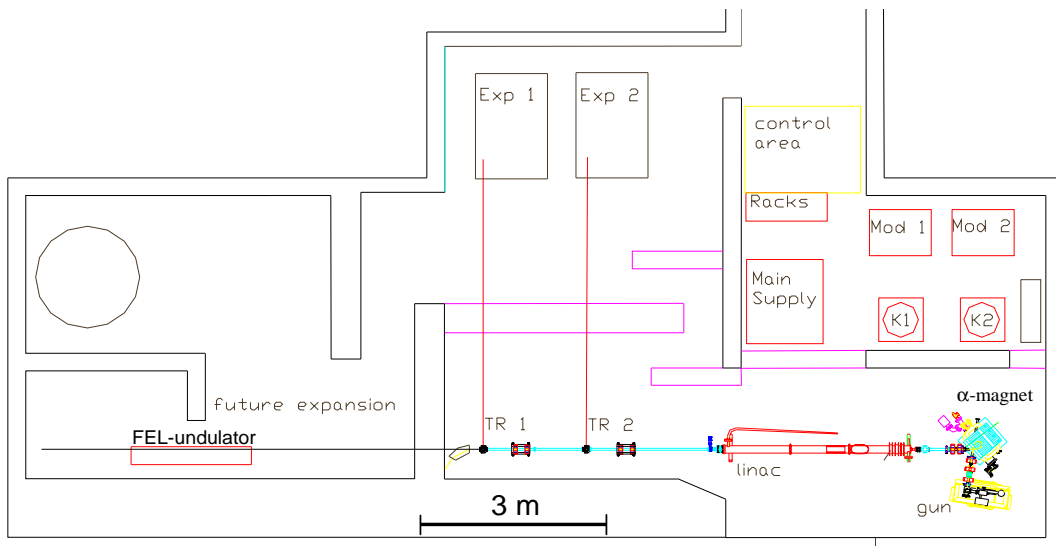 Exp 1
Exp 2
control
area
Racks
Mod 1
Mod 2
Main
Supply
K1
K2
future expansion
FEL-undulator
TR 1
TR 2
linac
α-magnet
gun
3 m